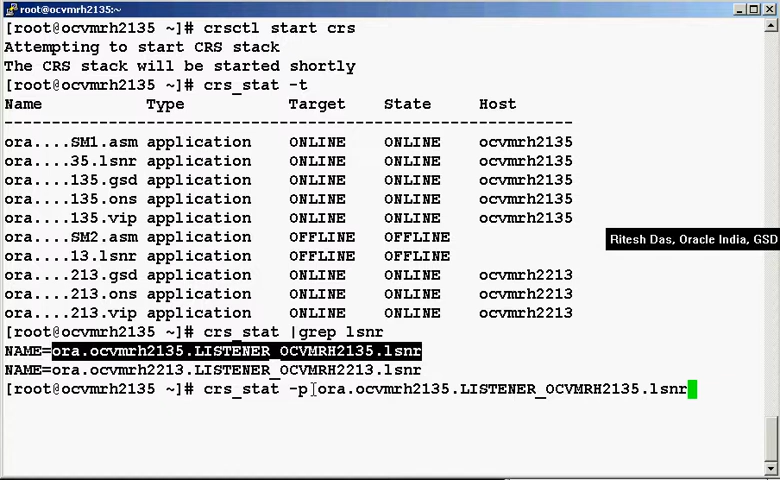 root@ocvmrh2135:~
[root@ocvmrh2135 ~]# crsctl start crs
Attempting to start CRS stack
The CRS stack will be started shortly
[root@ocvmrh2135 ~]# crs_stat -t
Name Type Target State Host
------------------------------------------------------------
ora....SM1.asm application ONLINE ONLINE ocvmrh2135
ora....35.lsnr application ONLINE ONLINE ocvmrh2135
ora....135.gsd application ONLINE ONLINE ocvmrh2135
ora....135.ons application ONLINE ONLINE ocvmrh2135
ora....135.vip application ONLINE ONLINE ocvmrh2135
ora....SM2.asm application OFFLINE OFFLINE
ora....13.lsnr application OFFLINE OFFLINE
ora....213.gsd application ONLINE ONLINE ocvmrh2213
ora....213.ons application ONLINE ONLINE ocvmrh2213
ora....213.vip application ONLINE ONLINE ocvmrh2213
Ritesh Das, Oracle India, GSD
[root@ocvmrh2135 ~]# crs_stat |grep lsnr
NAME=ora.ocvmrh2135.LISTENER_OCVMRH2135.lsnr
NAME=ora.ocvmrh2213.LISTENER_OCVMRH2213.lsnr
[root@ocvmrh2135 ~]# crs_stat -p ora.ocvmrh2135.LISTENER_OCVMRH2135.lsnr